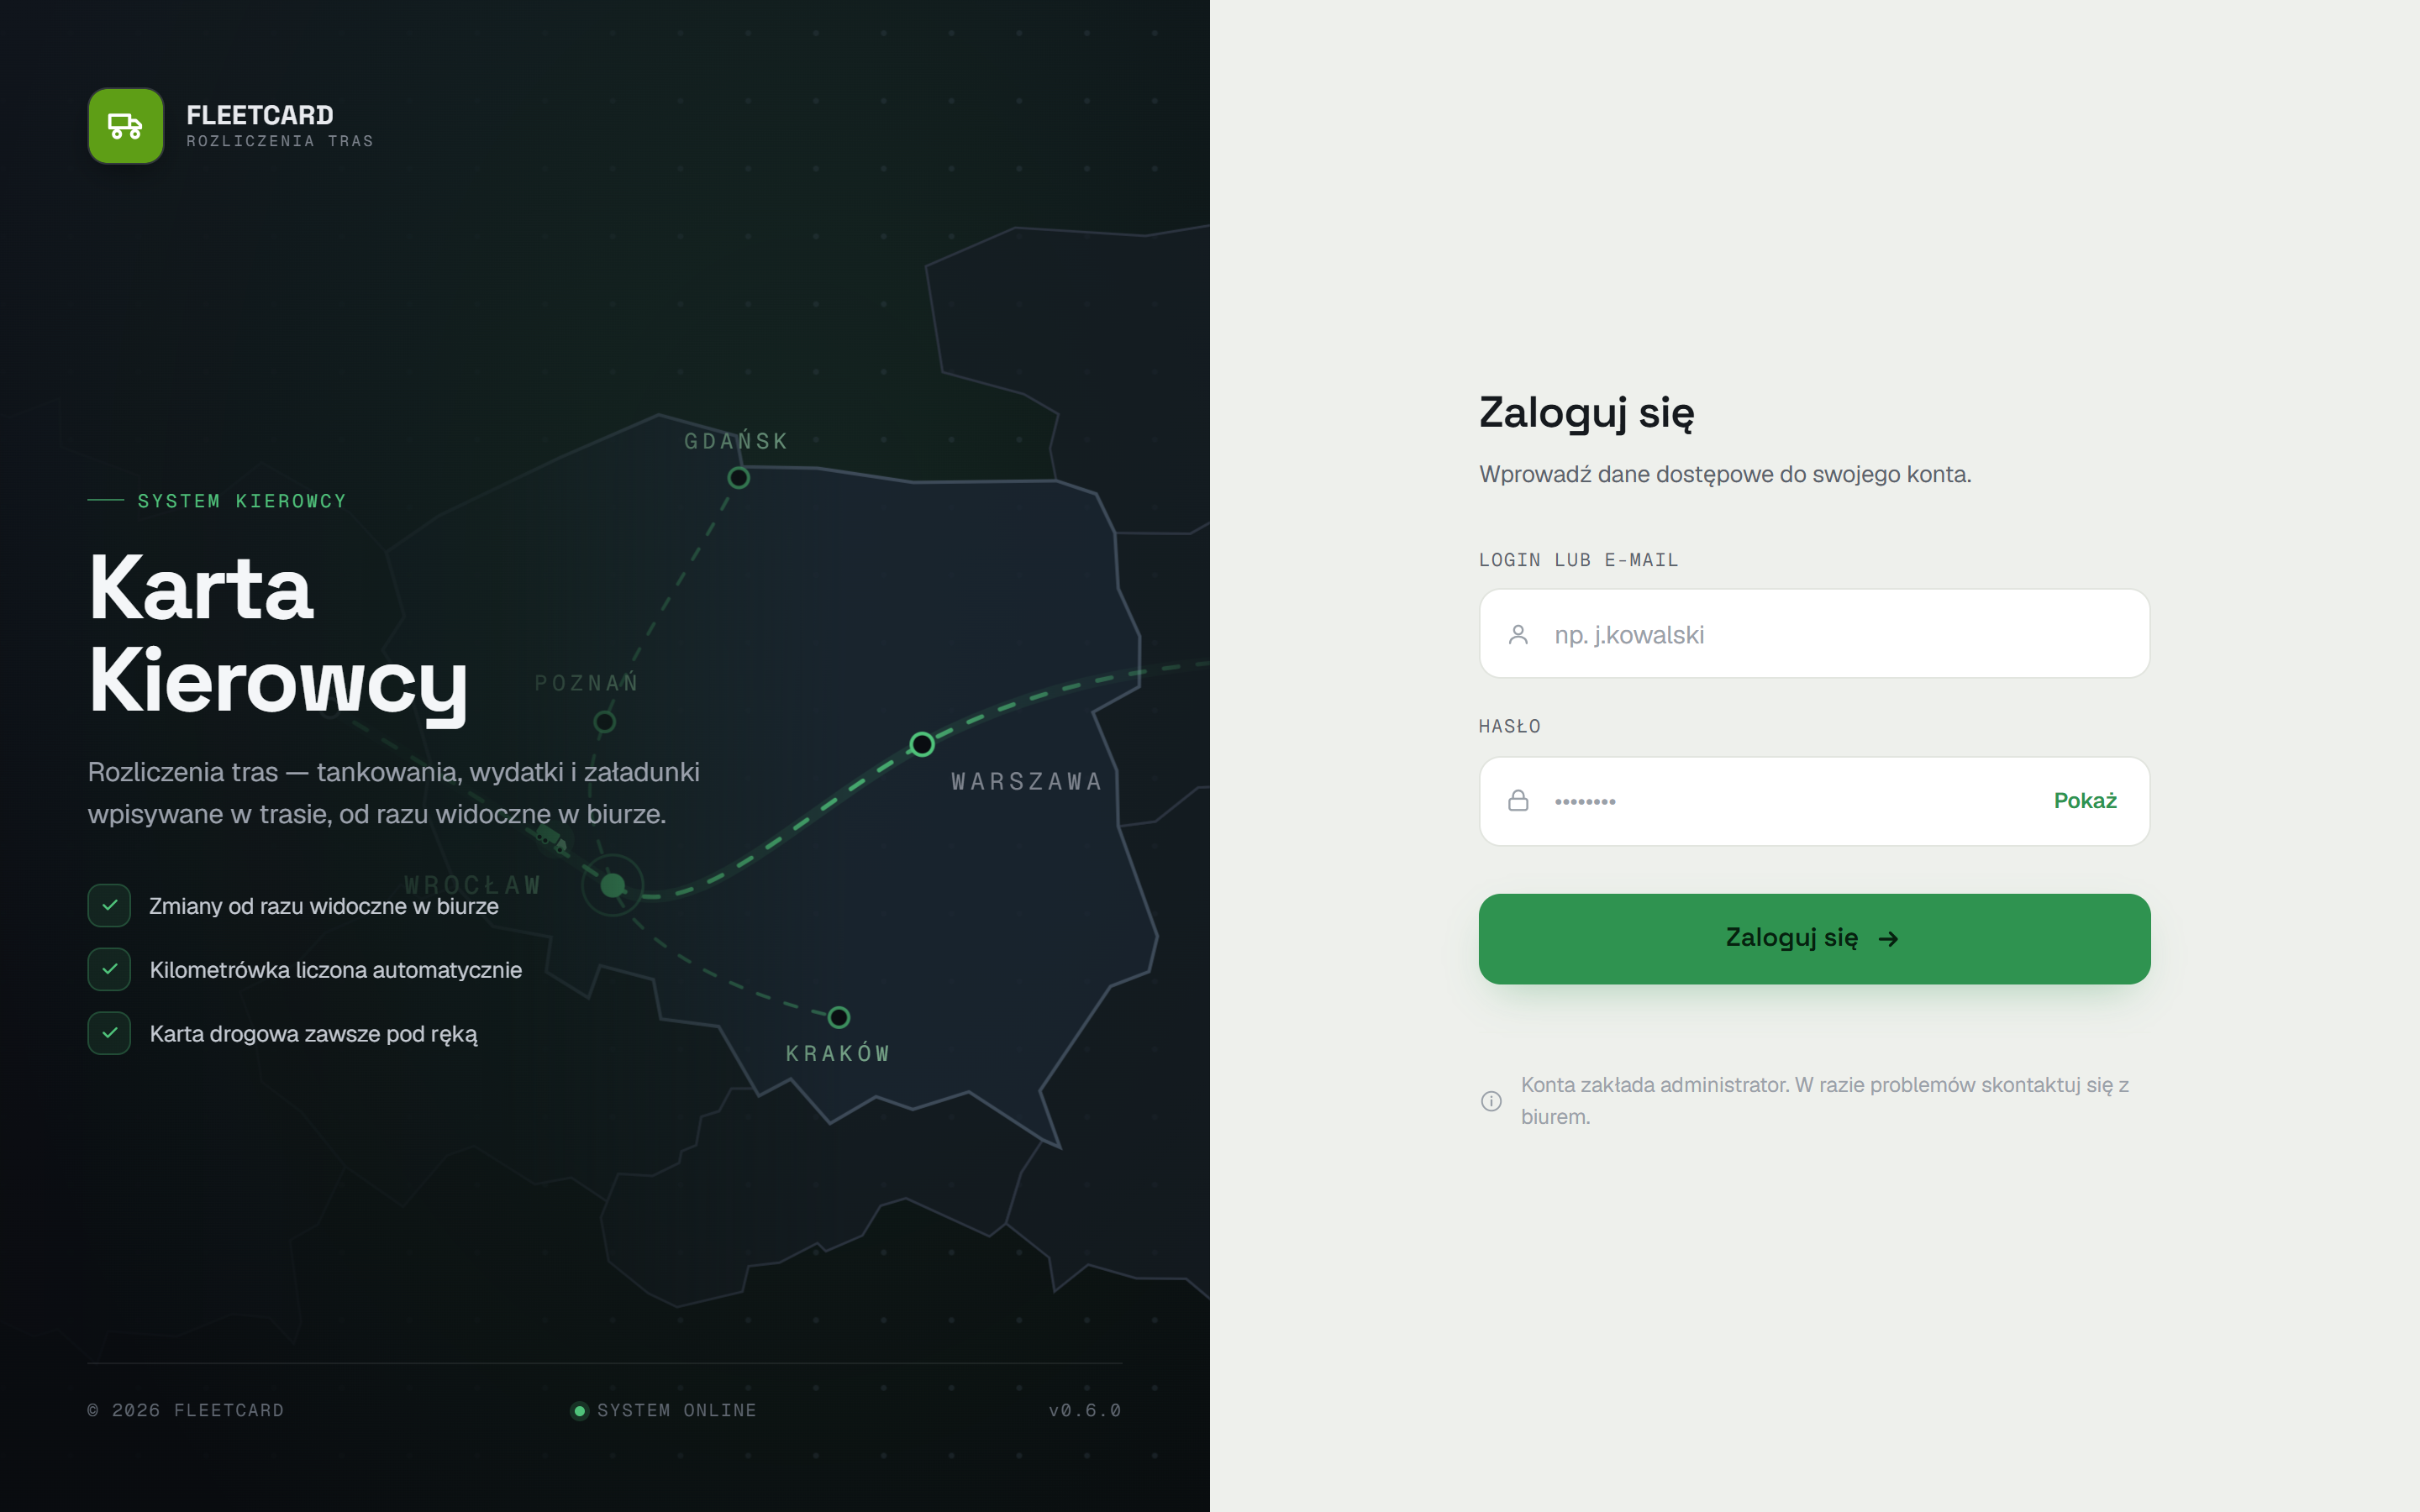 FLEETCARD
ROZLICZENIA TRAS
SYSTEM KIEROWCY
Karta
Kierowcy
Rozliczenia tras — tankowania, wydatki i załadunki
wpisywane w trasie, od razu widoczne w biurze.
Zmiany od razu widoczne w biurze
Kilometrówka liczona automatycznie
Karta drogowa zawsze pod ręką
GDAŃSK
POZNAŃ
WARSZAWA
WROCŁAW
KRAKÓW
© 2026 FLEETCARD
SYSTEM ONLINE
v0.6.0
Zaloguj się
Wprowadź dane dostępowe do swojego konta.
LOGIN LUB E-MAIL
np. j.kowalski
HASŁO
••••••••
Pokaż
Zaloguj się →
Konta zakłada administrator. W razie problemów skontaktuj się z
biurem.